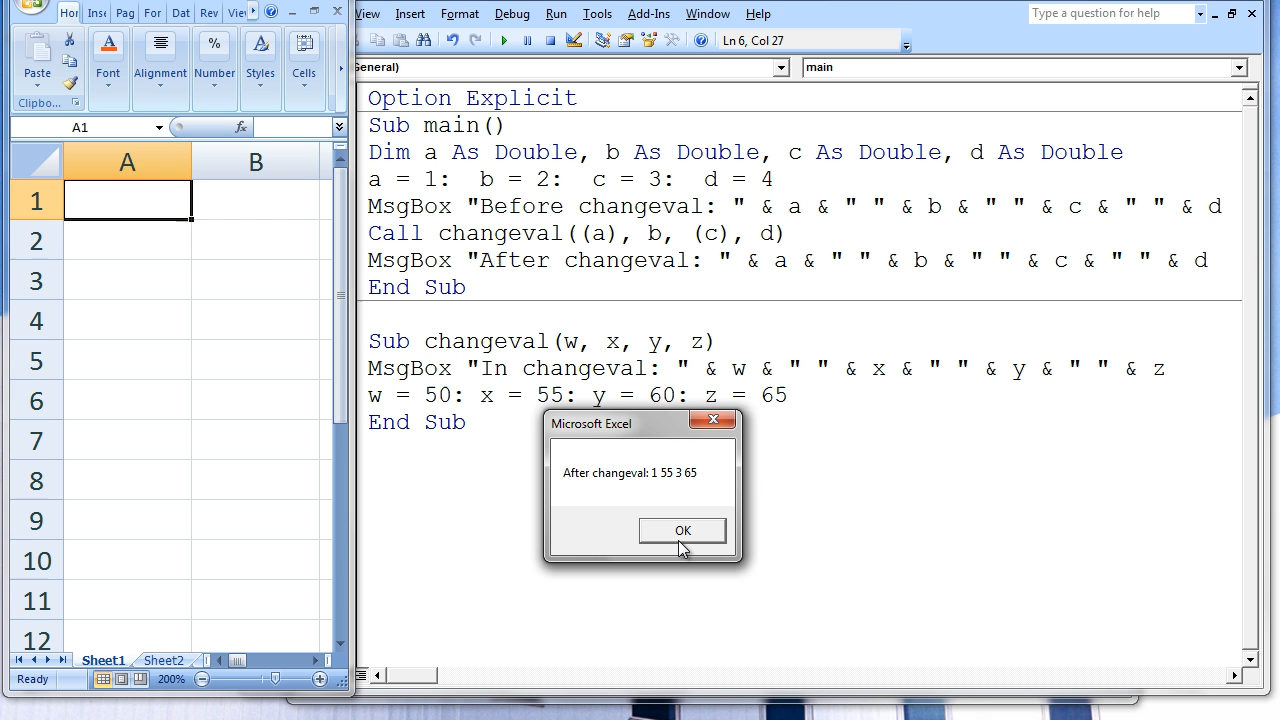 Hor Inse Pag For Dat Rev Vie
View Insert Format Debug Run Tools Add-Ins Window Help
Type a question for help
Paste Font Alignment Number Styles Cells
%
Clipbo...
Ln 6, Col 27
General) main
A1 fx
A B
1
2
3
4
5
6
7
8
9
10
11
12
Option Explicit
Sub main()
Dim a As Double, b As Double, c As Double, d As Double
a = 1: b = 2: c = 3: d = 4
MsgBox "Before changeval: " & a & " " & b & " " & c & " " & d
Call changeval((a), b, (c), d)
MsgBox "After changeval: " & a & " " & b & " " & c & " " & d
End Sub
Sub changeval(w, x, y, z)
MsgBox "In changeval: " & w & " " & x & " " & y & " " & z
w = 50: x = 55: y = 60: z = 65
End Sub
Microsoft Excel
After changeval: 1 55 3 65
OK
Sheet1 Sheet2
Ready 200%